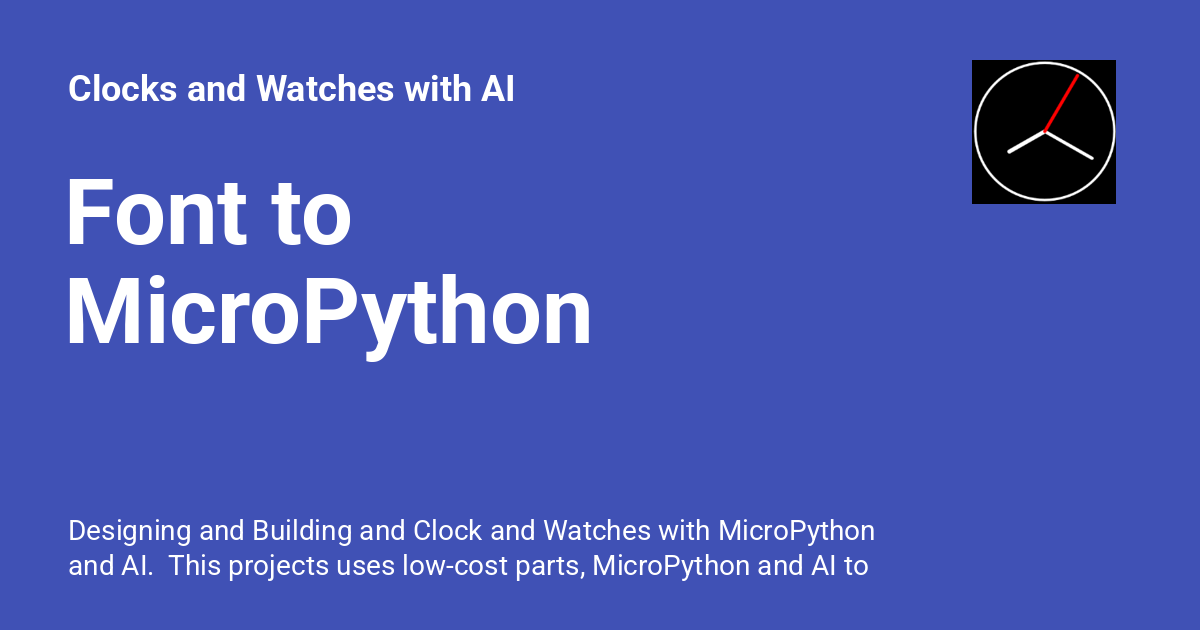 Clocks and Watches with AI
Font to
MicroPython
Designing and Building and Clock and Watches with MicroPython
and AI.  This projects uses low-cost parts, MicroPython and AI to